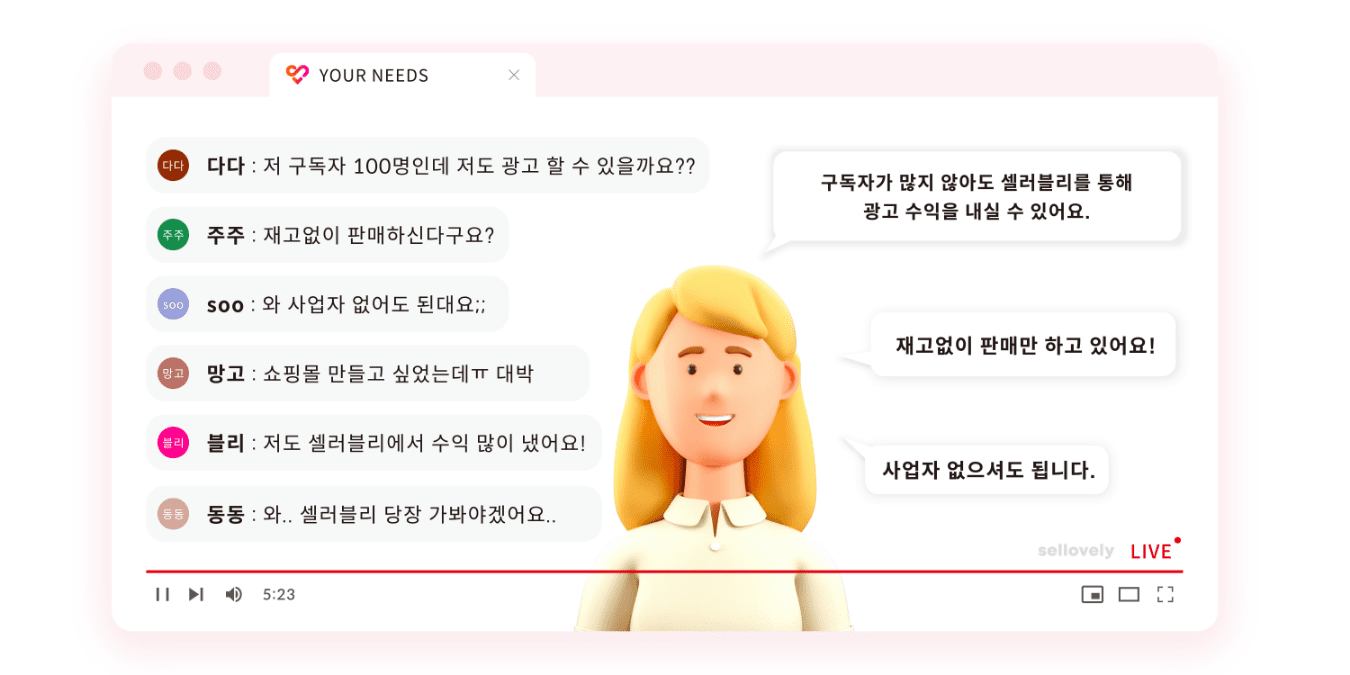 YOUR NEEDS
다다 다다 : 저 구독자 100명인데 저도 광고 할 수 있을까요??
주주 주주 : 재고없이 판매하신다구요?
soo soo : 와 사업자 없어도 된대요;;
망고 망고 : 쇼핑몰 만들고 싶었는데ㅠ 대박
블리 블리 : 저도 셀러블리에서 수익 많이 냈어요!
동동 동동 : 와.. 셀러블리 당장 가봐야겠어요..
구독자가 많지 않아도 셀러블리를 통해
광고 수익을 내실 수 있어요.
재고없이 판매만 하고 있어요!
사업자 없으셔도 됩니다.
sellovely LIVE
5:23